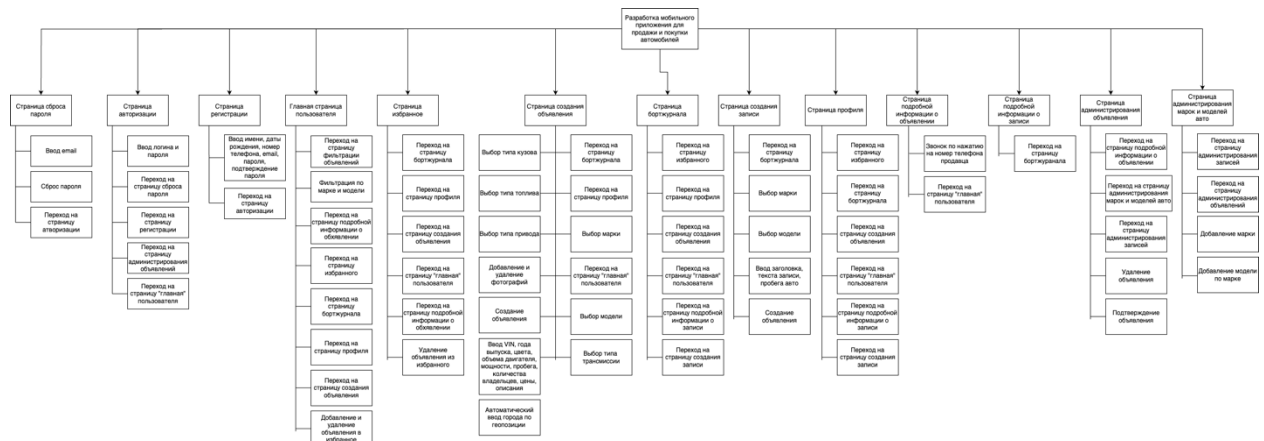 Разработка мобильного
приложения для
продажи и покупки
автомобилей
Страница сброса
пароля
Ввод email
Сброс пароля
Переход на
страницу
атворизации
Страница
авторизации
Ввод логина и
пароля
Переход на
страницу сброса
пароля
Переход на
страницу
регистрации
Переход на
страницу
администрирования
объявлений
Переход на
страницу "главная"
пользователя
Страница
регистрации
Ввод имени, даты
рождения, номер
телефона, email,
пароля,
подтверждение
пароля
Переход на
страницу
авторизации
Главная страница
пользователя
Переход на
страницу
фильтрации
объявлений
Фильтрация по
марке и модели
Переход на
страницу подробной
информации о
обхявлении
Переход на
страницу
избранного
Переход на
страницу
бортжурнала
Переход на
страницу профиля
Переход на
страницу создания
объявления
Добавление и
удаление
объявления в
избранное
Страница
избранное
Переход на
страницу
бортжурнала
Переход на
страницу профиля
Переход на
страницу создания
объявления
Переход на
страницу "главная"
пользователя
Переход на
страницу подробной
информации о
обхявлении
Удаление
объявления из
избранного
Страница создания
объявления
Выбор типа кузова
Выбор типа топлива
Выбор типа привода
Добавление и
удаление
фотографий
Создание
объявления
Ввод VIN, года
выпуска, цвета,
объема двигателя,
мощности, пробега,
количества
владельцев, цены,
описания
Автоматический
ввод города по
геопозиции
Переход на
страницу
бортжурнала
Переход на
страницу профиля
Выбор марки
Переход на
страницу "главная"
пользователя
Выбор модели
Выбор типа
трансмиссии
Страница
бортжурнала
Переход на
страницу
избранного
Переход на
страницу профиля
Переход на
страницу создания
объявления
Переход на
страницу "главная"
пользователя
Переход на
страницу подробной
информации о
записи
Переход на
страницу создания
записи
Страница создания
записи
Переход на
страницу
бортжурнала
Выбор марки
Выбор модели
Ввод заголовка,
текста записи,
пробега авто
Создание
объявления
Страница профиля
Переход на
страницу
избранного
Переход на
страницу
бортжурнала
Переход на
страницу создания
объявления
Переход на
страницу "главная"
пользователя
Переход на
страницу подробной
информации о
записи
Переход на
страницу создания
записи
Страница
подробной
информации о
объявлении
Звонок по нажатию
на номер телефона
продавца
Переход на
страницу "главная"
пользователя
Страница
подробной
информации о
записи
Переход на
страницу
бортжуранала
Страница
администрирования
объявления
Переход на
страницу подробной
информации о
объявлении
Переход на страницу
администрирования
марок и моделей авто
Переход на
страницу
администрирования
записей
Удаление
объявления
Подтверждение
объявления
Страница
администрирования
марок и моделей
авто
Переход на
страницу
администрирования
записей
Переход на
страницу
администрирования
объявлений
Добавление марки
Добавление модели
по марке